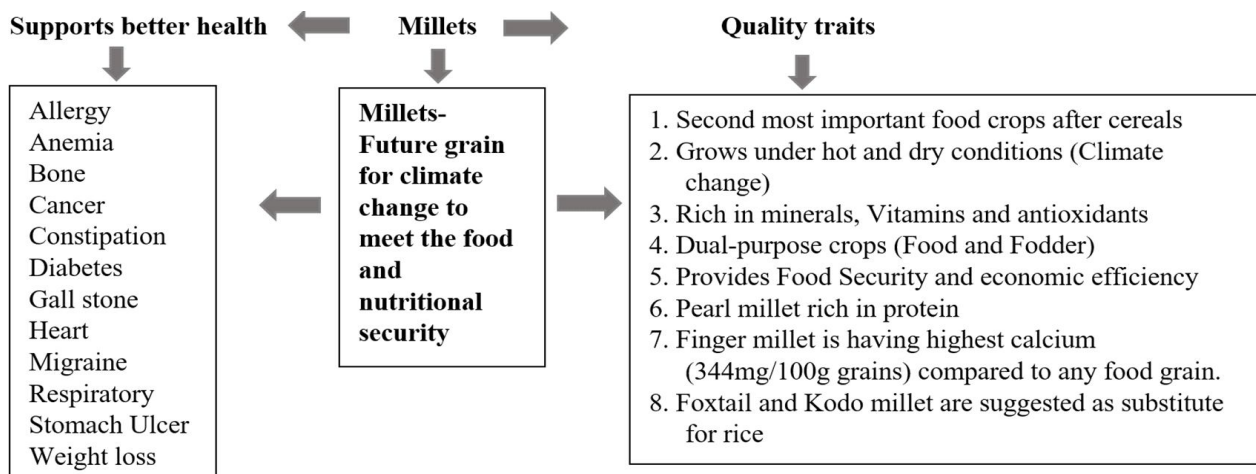 Supports better health
Millets
Quality traits
Allergy
Anemia
Bone
Cancer
Constipation
Diabetes
Gall stone
Heart
Migraine
Respiratory
Stomach Ulcer
Weight loss
Millets-
Future grain
for climate
change to
meet the food
and
nutritional
security
1. Second most important food crops after cereals
2. Grows under hot and dry conditions (Climate
change)
3. Rich in minerals, Vitamins and antioxidants
4. Dual-purpose crops (Food and Fodder)
5. Provides Food Security and economic efficiency
6. Pearl millet rich in protein
7. Finger millet is having highest calcium
(344mg/100g grains) compared to any food grain.
8. Foxtail and Kodo millet are suggested as substitute
for rice